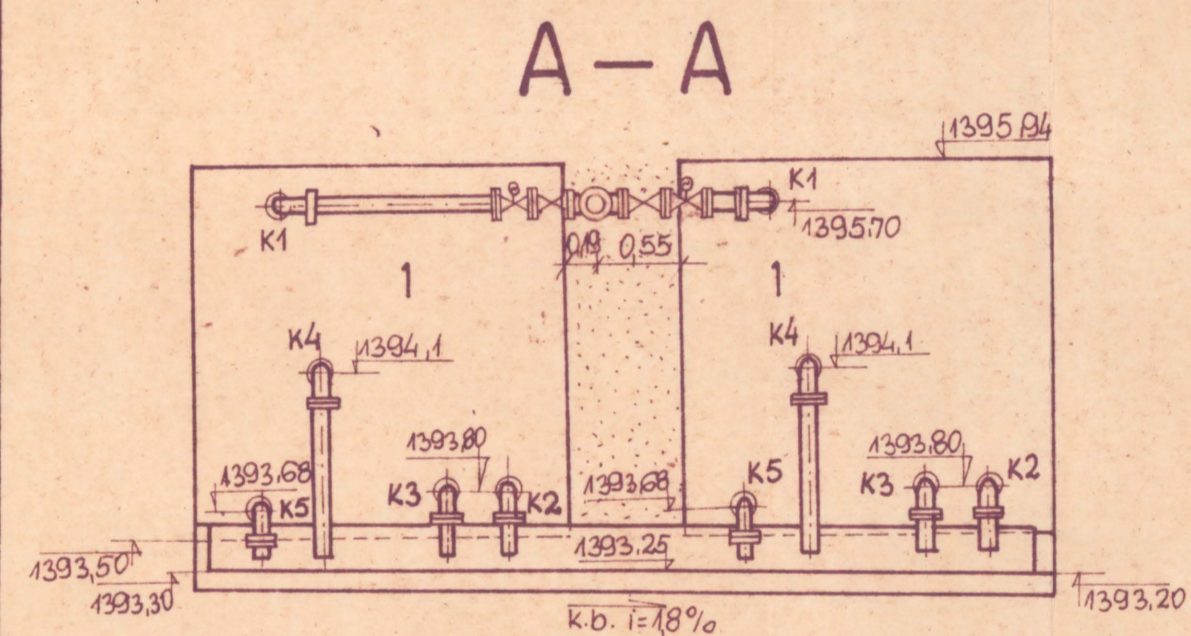 A – A
1395,94
K1
K1
1395,70
0,19 0,55
1
1
K4
1394,1
K4
1394,1
1393,80
1393,80
1393,68
K5
K3
K2
1393,68
K5
K3
K2
1393,50
1393,25
1393,30
1393,20
k.b. i=1,8%